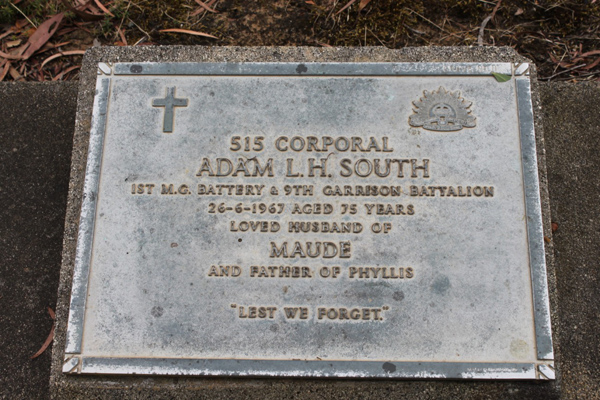 515 CORPORAL
ADAM L.H. SOUTH
1ST M.G. BATTERY & 9TH GARRISON BATTALION
26-6-1967 AGED 75 YEARS
LOVED HUSBAND OF
MAUDE
AND FATHER OF PHYLLIS
"LEST WE FORGET."